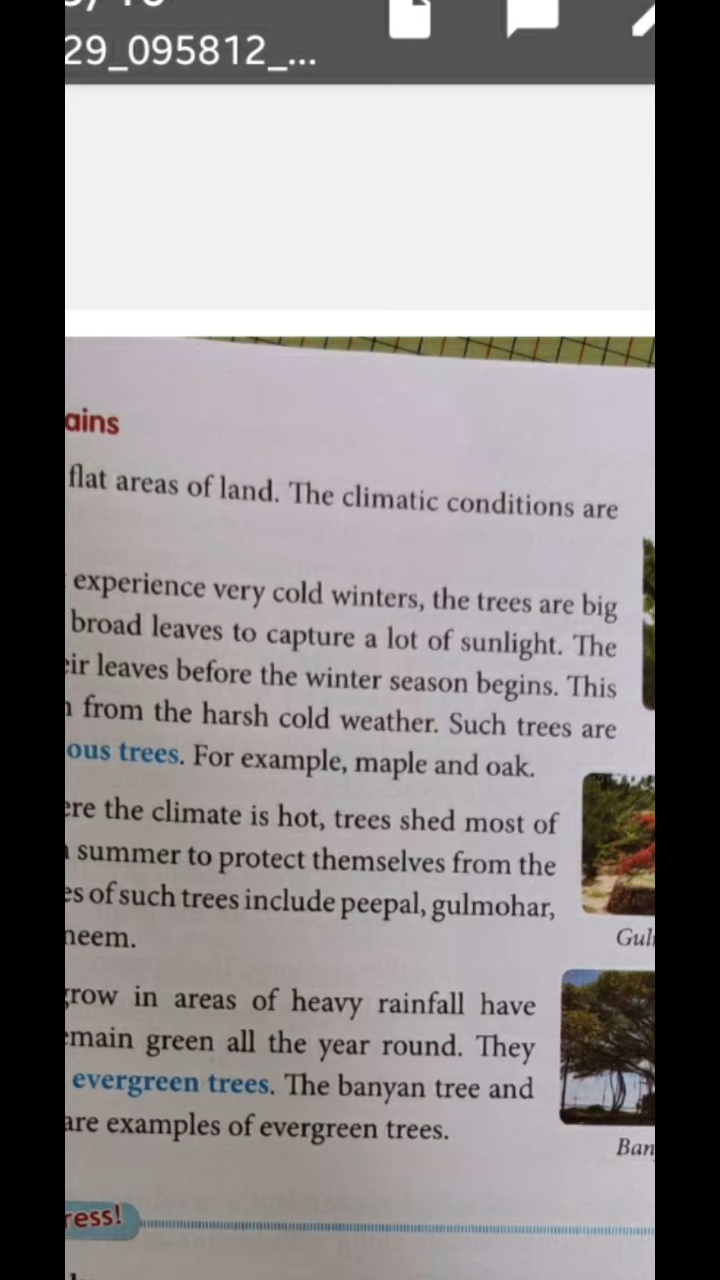 29_095812_...
ains
flat areas of land. The climatic conditions are
experience very cold winters, the trees are big
broad leaves to capture a lot of sunlight. The
eir leaves before the winter season begins. This
from the harsh cold weather. Such trees are
ous trees. For example, maple and oak.
ere the climate is hot, trees shed most of
summer to protect themselves from the
es of such trees include peepal, gulmohar,
neem.
Gul
grow in areas of heavy rainfall have
emain green all the year round. They
evergreen trees. The banyan tree and
are examples of evergreen trees.
Ban
ress!